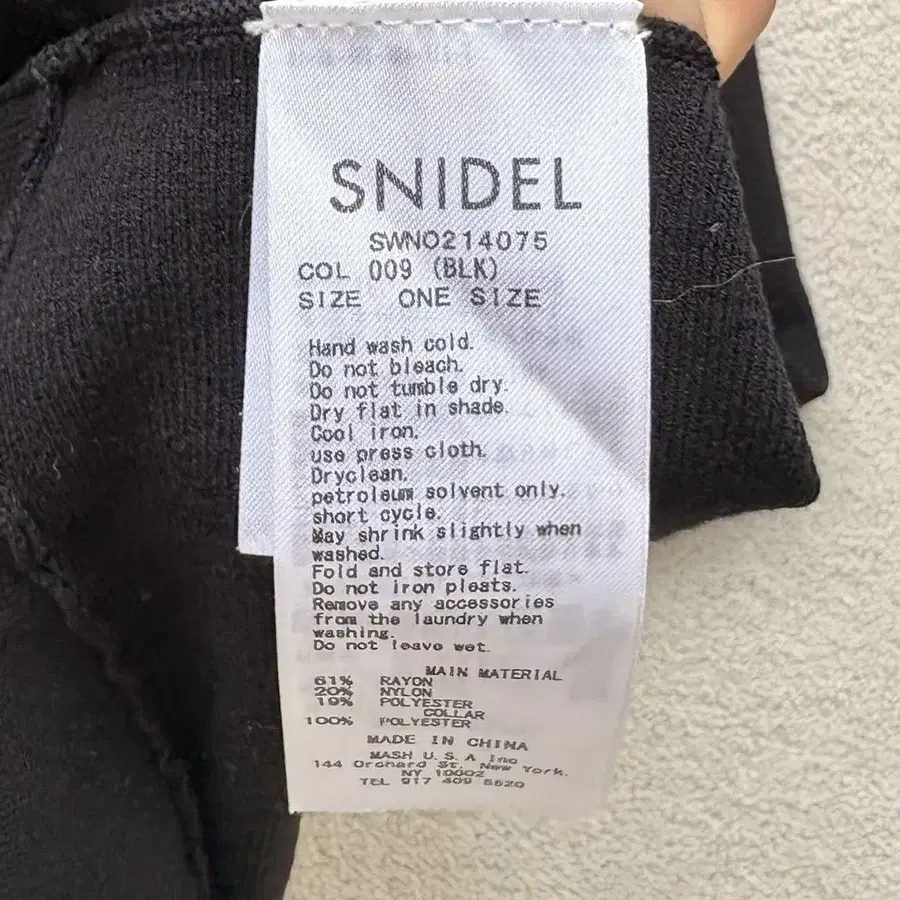 SNIDEL
SWNO214075
COL 009 (BLK)
SIZE ONE SIZE
Hand wash cold.
Do not bleach.
Do not tumble dry.
Dry flat in shade.
Cool iron.
use press cloth.
Dryclean.
petroleum solvent only.
short cycle.
May shrink slightly when
washed.
Fold and store flat.
Do not iron pleats.
Remove any accessories
from the laundry when
washing.
Do not leave wet.
MAIN MATERIAL
61% RAYON
20% NYLON
19% POLYESTER
COLLAR
100% POLYESTER
MADE IN CHINA
MASH U.S.A Inc
144 Orchard St, New York.
NY 10002
TEL 917 409 5520